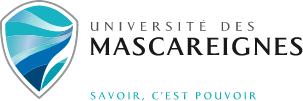 UNIVERSITÉ DES
MASCAREIGNES
SAVOIR, C'EST POUVOIR